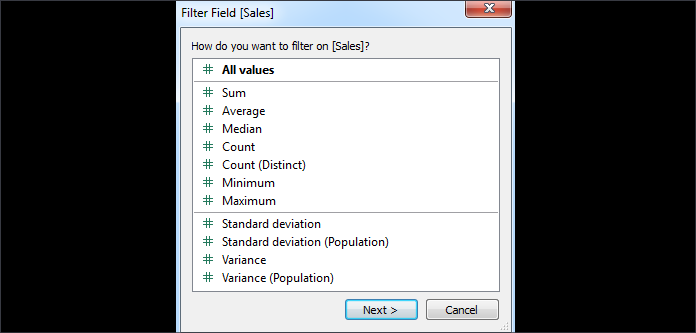 Filter Field [Sales]
How do you want to filter on [Sales]?
# All values
# Sum
# Average
# Median
# Count
# Count (Distinct)
# Minimum
# Maximum
# Standard deviation
# Standard deviation (Population)
# Variance
# Variance (Population)
Next >
Cancel